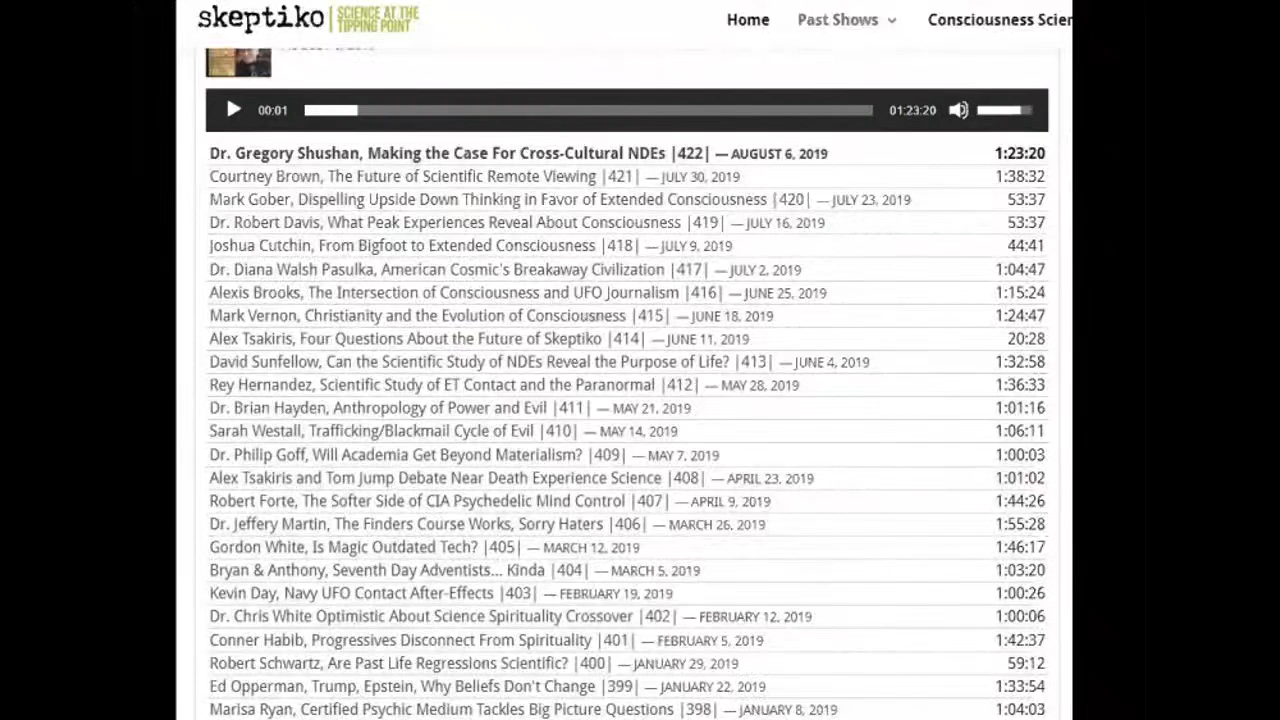 skeptiko | SCIENCE AT THE TIPPING POINT
Home Past Shows Consciousness Scien
00:01 01:23:20
Dr. Gregory Shushan, Making the Case For Cross-Cultural NDEs |422| — AUGUST 6, 2019 1:23:20
Courtney Brown, The Future of Scientific Remote Viewing |421| — JULY 30, 2019 1:38:32
Mark Gober, Dispelling Upside Down Thinking in Favor of Extended Consciousness |420| — JULY 23, 2019 53:37
Dr. Robert Davis, What Peak Experiences Reveal About Consciousness |419| — JULY 16, 2019 53:37
Joshua Cutchin, From Bigfoot to Extended Consciousness |418| — JULY 9, 2019 44:41
Dr. Diana Walsh Pasulka, American Cosmic's Breakaway Civilization |417| — JULY 2, 2019 1:04:47
Alexis Brooks, The Intersection of Consciousness and UFO Journalism |416| — JUNE 25, 2019 1:15:24
Mark Vernon, Christianity and the Evolution of Consciousness |415| — JUNE 18, 2019 1:24:47
Alex Tsakiris, Four Questions About the Future of Skeptiko |414| — JUNE 11, 2019 20:28
David Sunfellow, Can the Scientific Study of NDEs Reveal the Purpose of Life? |413| — JUNE 4, 2019 1:32:58
Rey Hernandez, Scientific Study of ET Contact and the Paranormal |412| — MAY 28, 2019 1:36:33
Dr. Brian Hayden, Anthropology of Power and Evil |411| — MAY 21, 2019 1:01:16
Sarah Westall, Trafficking/Blackmail Cycle of Evil |410| — MAY 14, 2019 1:06:11
Dr. Philip Goff, Will Academia Get Beyond Materialism? |409| — MAY 7, 2019 1:00:03
Alex Tsakiris and Tom Jump Debate Near Death Experience Science |408| — APRIL 23, 2019 1:01:02
Robert Forte, The Softer Side of CIA Psychedelic Mind Control |407| — APRIL 9, 2019 1:44:26
Dr. Jeffery Martin, The Finders Course Works, Sorry Haters |406| — MARCH 26, 2019 1:55:28
Gordon White, Is Magic Outdated Tech? |405| — MARCH 12, 2019 1:46:17
Bryan & Anthony, Seventh Day Adventists... Kinda |404| — MARCH 5, 2019 1:03:20
Kevin Day, Navy UFO Contact After-Effects |403| — FEBRUARY 19, 2019 1:00:26
Dr. Chris White Optimistic About Science Spirituality Crossover |402| — FEBRUARY 12, 2019 1:00:06
Conner Habib, Progressives Disconnect From Spirituality |401| — FEBRUARY 5, 2019 1:42:37
Robert Schwartz, Are Past Life Regressions Scientific? |400| — JANUARY 29, 2019 59:12
Ed Opperman, Trump, Epstein, Why Beliefs Don't Change |399| — JANUARY 22, 2019 1:33:54
Marisa Ryan, Certified Psychic Medium Tackles Big Picture Questions |398| — JANUARY 8, 2019 1:04:03